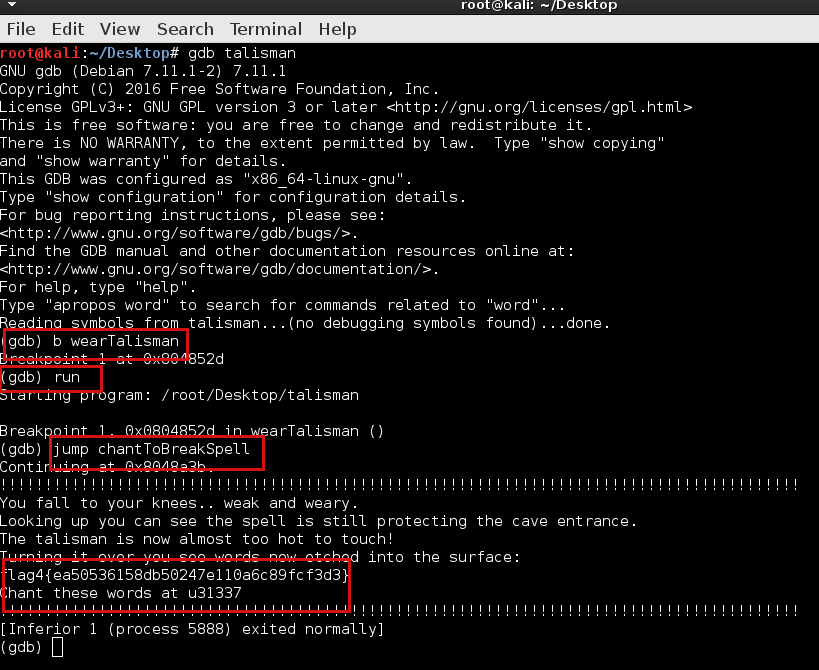 root@kali: ~/Desktop
File Edit View Search Terminal Help
root@kali:~/Desktop# gdb talisman
GNU gdb (Debian 7.11.1-2) 7.11.1
Copyright (C) 2016 Free Software Foundation, Inc.
License GPLv3+: GNU GPL version 3 or later <http://gnu.org/licenses/gpl.html>
This is free software: you are free to change and redistribute it.
There is NO WARRANTY, to the extent permitted by law.  Type "show copying"
and "show warranty" for details.
This GDB was configured as "x86_64-linux-gnu".
Type "show configuration" for configuration details.
For bug reporting instructions, please see:
<http://www.gnu.org/software/gdb/bugs/>.
Find the GDB manual and other documentation resources online at:
<http://www.gnu.org/software/gdb/documentation/>.
For help, type "help".
Type "apropos word" to search for commands related to "word"...
Reading symbols from talisman...(no debugging symbols found)...done.
(gdb) b wearTalisman
Breakpoint 1 at 0x804852d
(gdb) run
Starting program: /root/Desktop/talisman
Breakpoint 1, 0x0804852d in wearTalisman ()
(gdb) jump chantToBreakSpell
Continuing at 0x8048a3b.
!!!!!!!!!!!!!!!!!!!!!!!!!!!!!!!!!!!!!!!!!!!!!!!!!!!!!!!!!!!!!!!!!!!!!!!!!!!!!!!!!!!!!!!!!
You fall to your knees.. weak and weary.
Looking up you can see the spell is still protecting the cave entrance.
The talisman is now almost too hot to touch!
Turning it over you see words now etched into the surface:
flag4{ea50536158db50247e110a6c89fcf3d3}
Chant these words at u31337
!!!!!!!!!!!!!!!!!!!!!!!!!!!!!!!!!!!!!!!!!!!!!!!!!!!!!!!!!!!!!!!!!!!!!!!!!!!!!!!!!!!!!!!!!
[Inferior 1 (process 5888) exited normally]
(gdb)